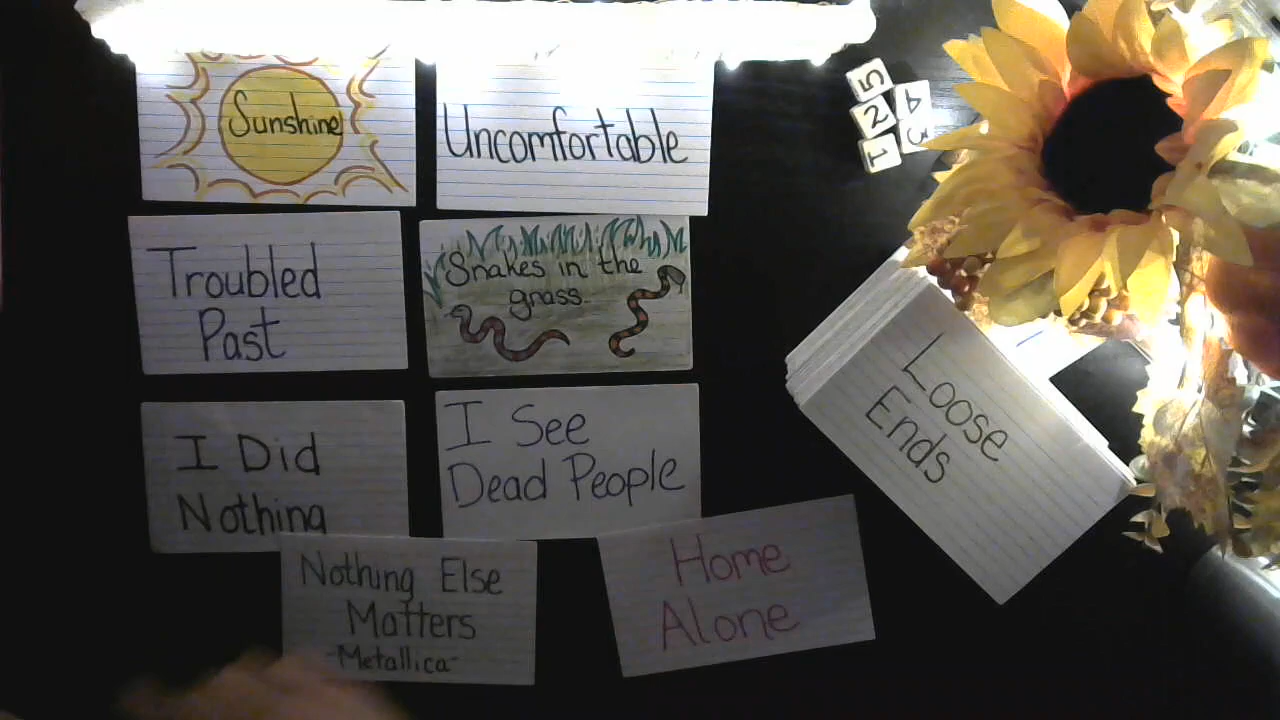 Sunshine
Uncomfortable
Troubled
Past
Snakes in the
grass
I Did
Nothing
I See
Dead People
Nothing Else
Matters
-Metallica-
Home
Alone
Loose
Ends
5
2
1
4
3